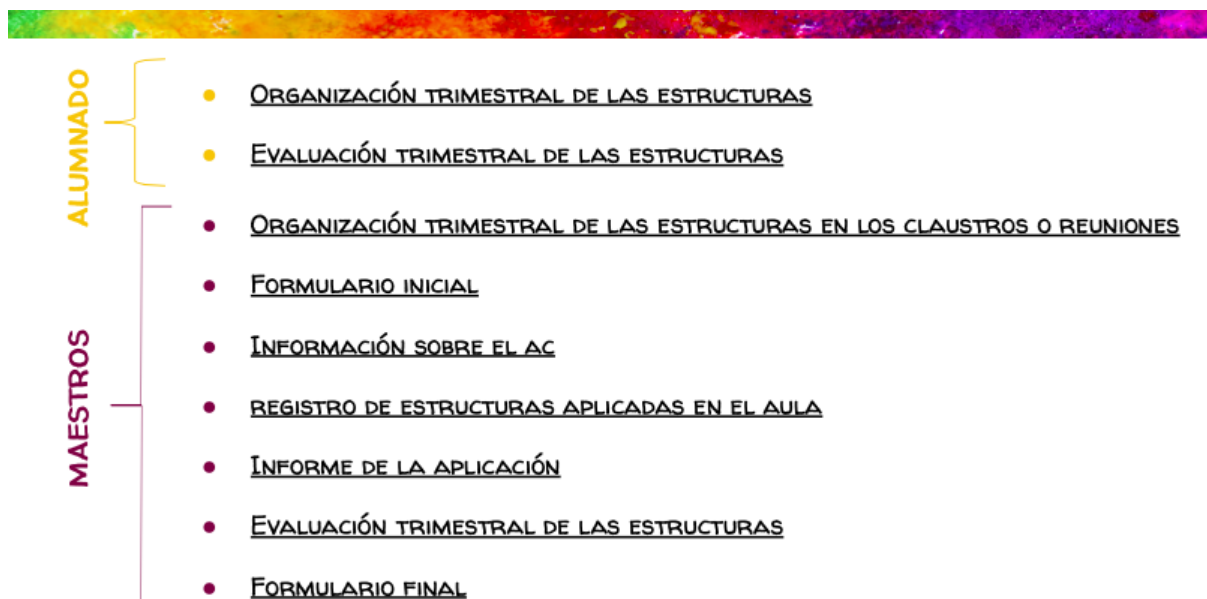 ALUMNADO
ORGANIZACIÓN TRIMESTRAL DE LAS ESTRUCTURAS
EVALUACIÓN TRIMESTRAL DE LAS ESTRUCTURAS
MAESTROS
ORGANIZACIÓN TRIMESTRAL DE LAS ESTRUCTURAS EN LOS CLAUSTROS O REUNIONES
FORMULARIO INICIAL
INFORMACIÓN SOBRE EL AC
REGISTRO DE ESTRUCTURAS APLICADAS EN EL AULA
INFORME DE LA APLICACIÓN
EVALUACIÓN TRIMESTRAL DE LAS ESTRUCTURAS
FORMULARIO FINAL